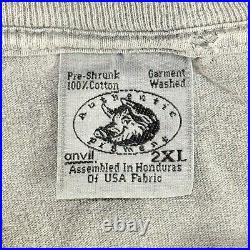 Pre-Shrunk Garment
100% Cotton Washed
Authentic
Pigment
anvil 2XL
Assembled in Honduras
Of USA Fabric